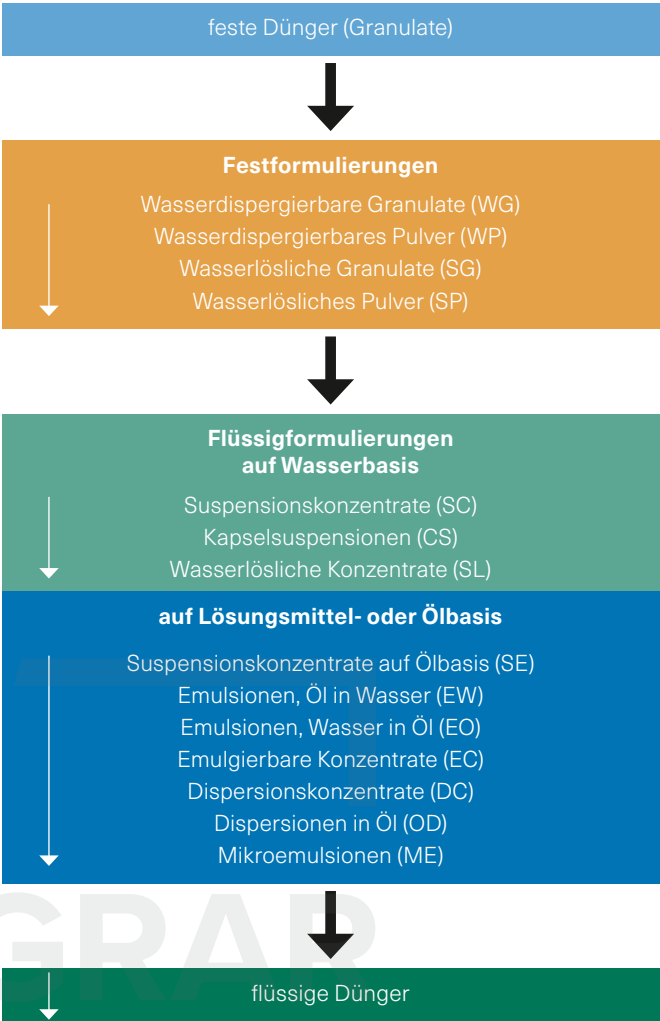 feste Dünger (Granulate)
Festformulierungen
Wasserdispergierbare Granulate (WG)
Wasserdispergierbares Pulver (WP)
Wasserlösliche Granulate (SG)
Wasserlösliches Pulver (SP)
Flüssigformulierungen
auf Wasserbasis
Suspensionskonzentrate (SC)
Kapselsuspensionen (CS)
Wasserlösliche Konzentrate (SL)
auf Lösungsmittel- oder Ölbasis
Suspensionskonzentrate auf Ölbasis (SE)
Emulsionen, Öl in Wasser (EW)
Emulsionen, Wasser in Öl (EO)
Emulgierbare Konzentrate (EC)
Dispersionskonzentrate (DC)
Dispersionen in Öl (OD)
Mikroemulsionen (ME)
GRAR
flüssige Dünger